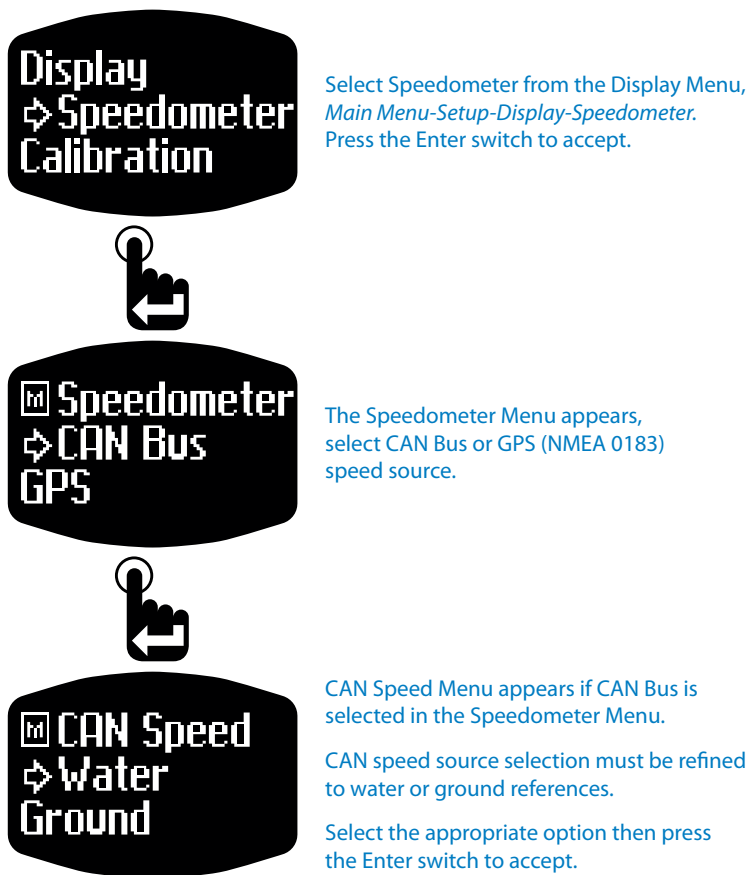 Display
➪Speedometer
Calibration
Select Speedometer from the Display Menu,
Main Menu-Setup-Display-Speedometer.
Press the Enter switch to accept.
M Speedometer
➪CAN Bus
GPS
The Speedometer Menu appears,
select CAN Bus or GPS (NMEA 0183)
speed source.
M CAN Speed
➪Water
Ground
CAN Speed Menu appears if CAN Bus is
selected in the Speedometer Menu.
CAN speed source selection must be refined
to water or ground references.
Select the appropriate option then press
the Enter switch to accept.